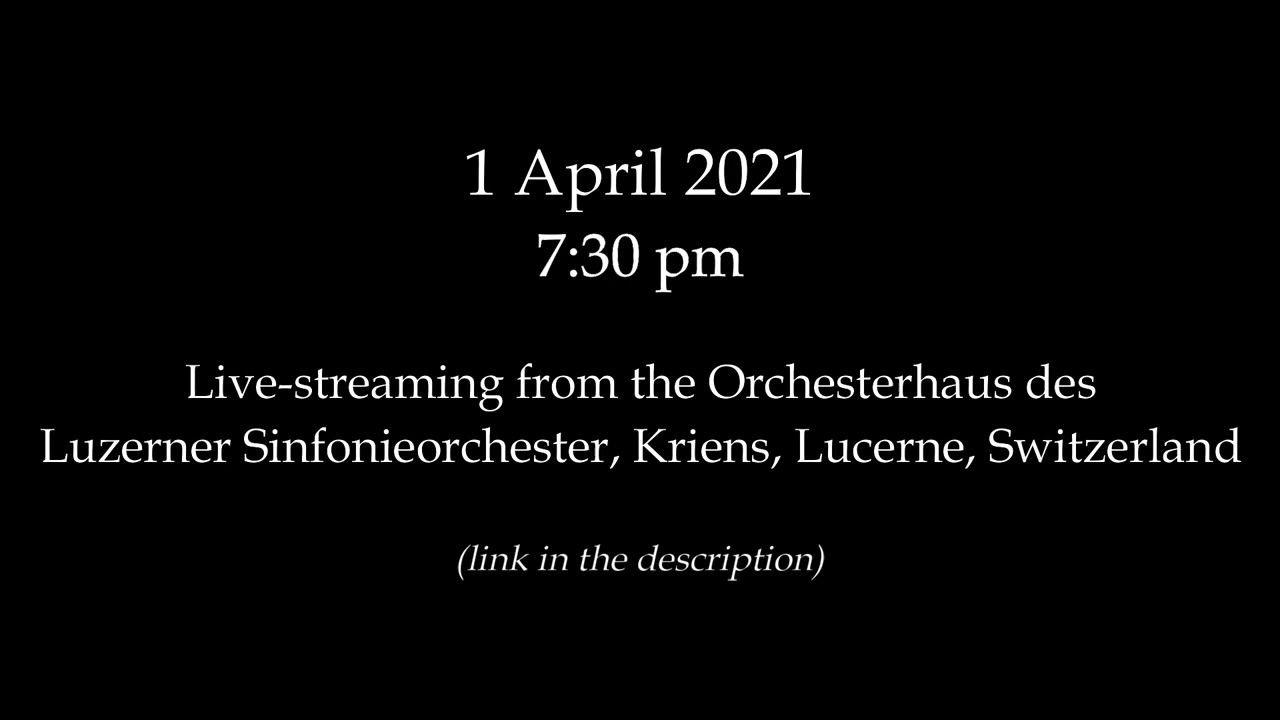 1 April 2021
7:30 pm
Live-streaming from the Orchesterhaus des
Luzerner Sinfonieorchester, Kriens, Lucerne, Switzerland
(link in the description)